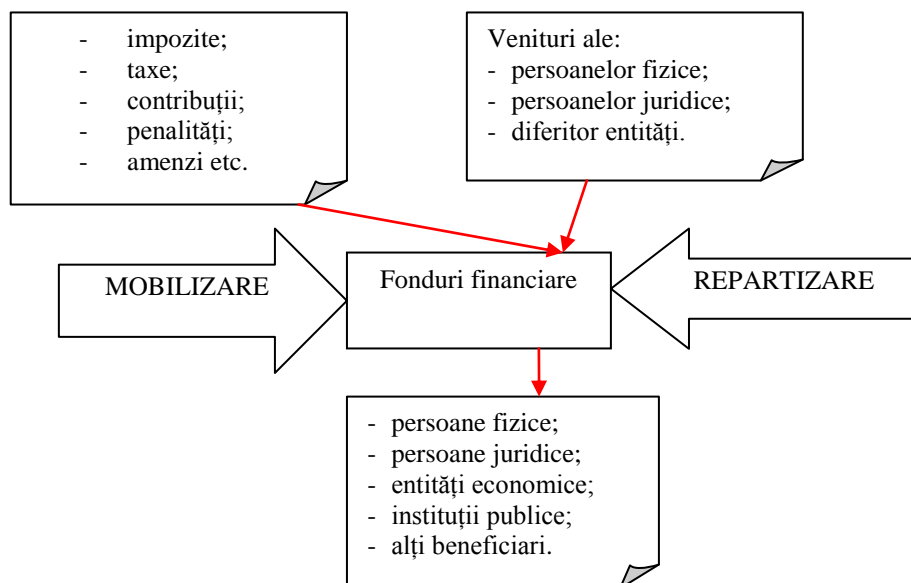 - impozite;
- taxe;
- contribuții;
- penalități;
- amenzi etc.
Venituri ale:
- persoanelor fizice;
- persoanelor juridice;
- diferitor entități.
MOBILIZARE
Fonduri financiare
REPARTIZARE
- persoane fizice;
- persoane juridice;
- entități economice;
- instituții publice;
- alți beneficiari.